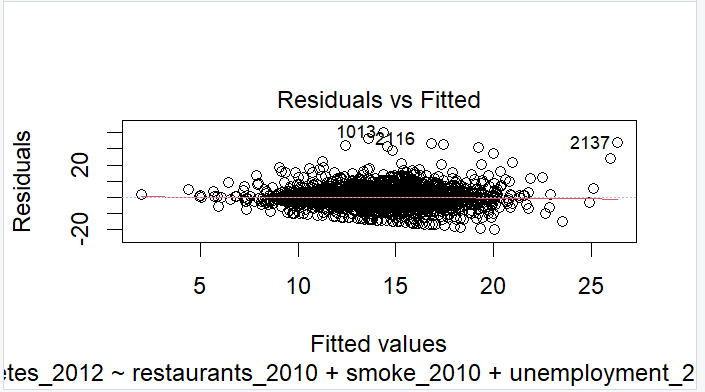 Residuals vs Fitted
Residuals
20
-20
1013
2116
2137
5 10 15 20 25
Fitted values
etes_2012 ~ restaurants_2010 + smoke_2010 + unemployment_2